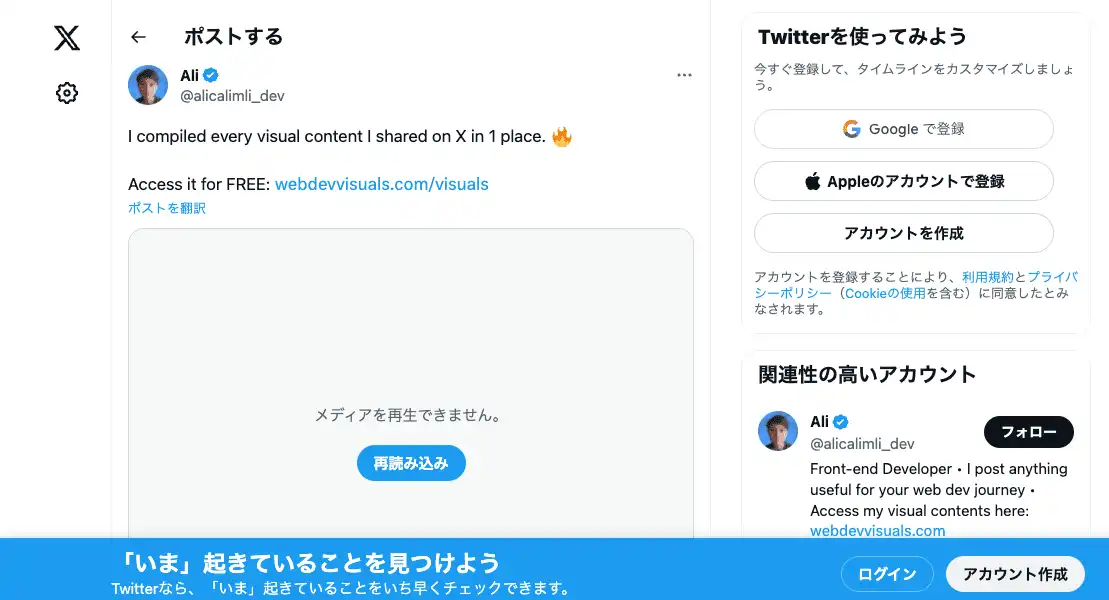 ポストする
Ali
@alicalimli_dev
I compiled every visual content I shared on X in 1 place. 🔥
Access it for FREE: webdevvisuals.com/visuals
ポストを翻訳
メディアを再生できません。
再読み込み
Twitterを使ってみよう
今すぐ登録して、タイムラインをカスタマイズしましょ
う。
Google で登録
Appleのアカウントで登録
アカウントを作成
アカウントを登録することにより、利用規約とプライバ
シーポリシー（Cookieの使用を含む）に同意したとみ
なされます。
関連性の高いアカウント
Ali
@alicalimli_dev
フォロー
Front-end Developer • I post anything
useful for your web dev journey •
Access my visual contents here:
webdevvisuals.com
「いま」起きていることを見つけよう
Twitterなら、「いま」起きていることをいち早くチェックできます。
ログイン
アカウント作成